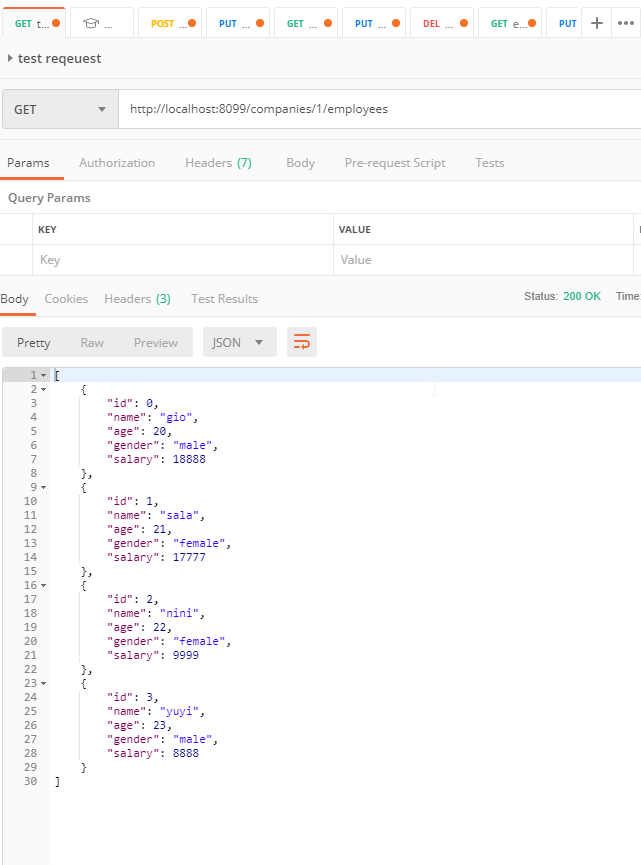 GET t... ... POST ... PUT ... GET ... PUT ... DEL ... GET e... PUT + •••
test reqeuest
GET http://localhost:8099/companies/1/employees
Params Authorization Headers (7) Body Pre-request Script Tests
Query Params
KEY VALUE
Key Value
Body Cookies Headers (3) Test Results Status: 200 OK Time
Pretty Raw Preview JSON
1 [
2 {
3 "id": 0,
4 "name": "gio",
5 "age": 20,
6 "gender": "male",
7 "salary": 18888
8 },
9 {
10 "id": 1,
11 "name": "sala",
12 "age": 21,
13 "gender": "female",
14 "salary": 17777
15 },
16 {
17 "id": 2,
18 "name": "nini",
19 "age": 22,
20 "gender": "female",
21 "salary": 9999
22 },
23 {
24 "id": 3,
25 "name": "yuyi",
26 "age": 23,
27 "gender": "male",
28 "salary": 8888
29 }
30 ]